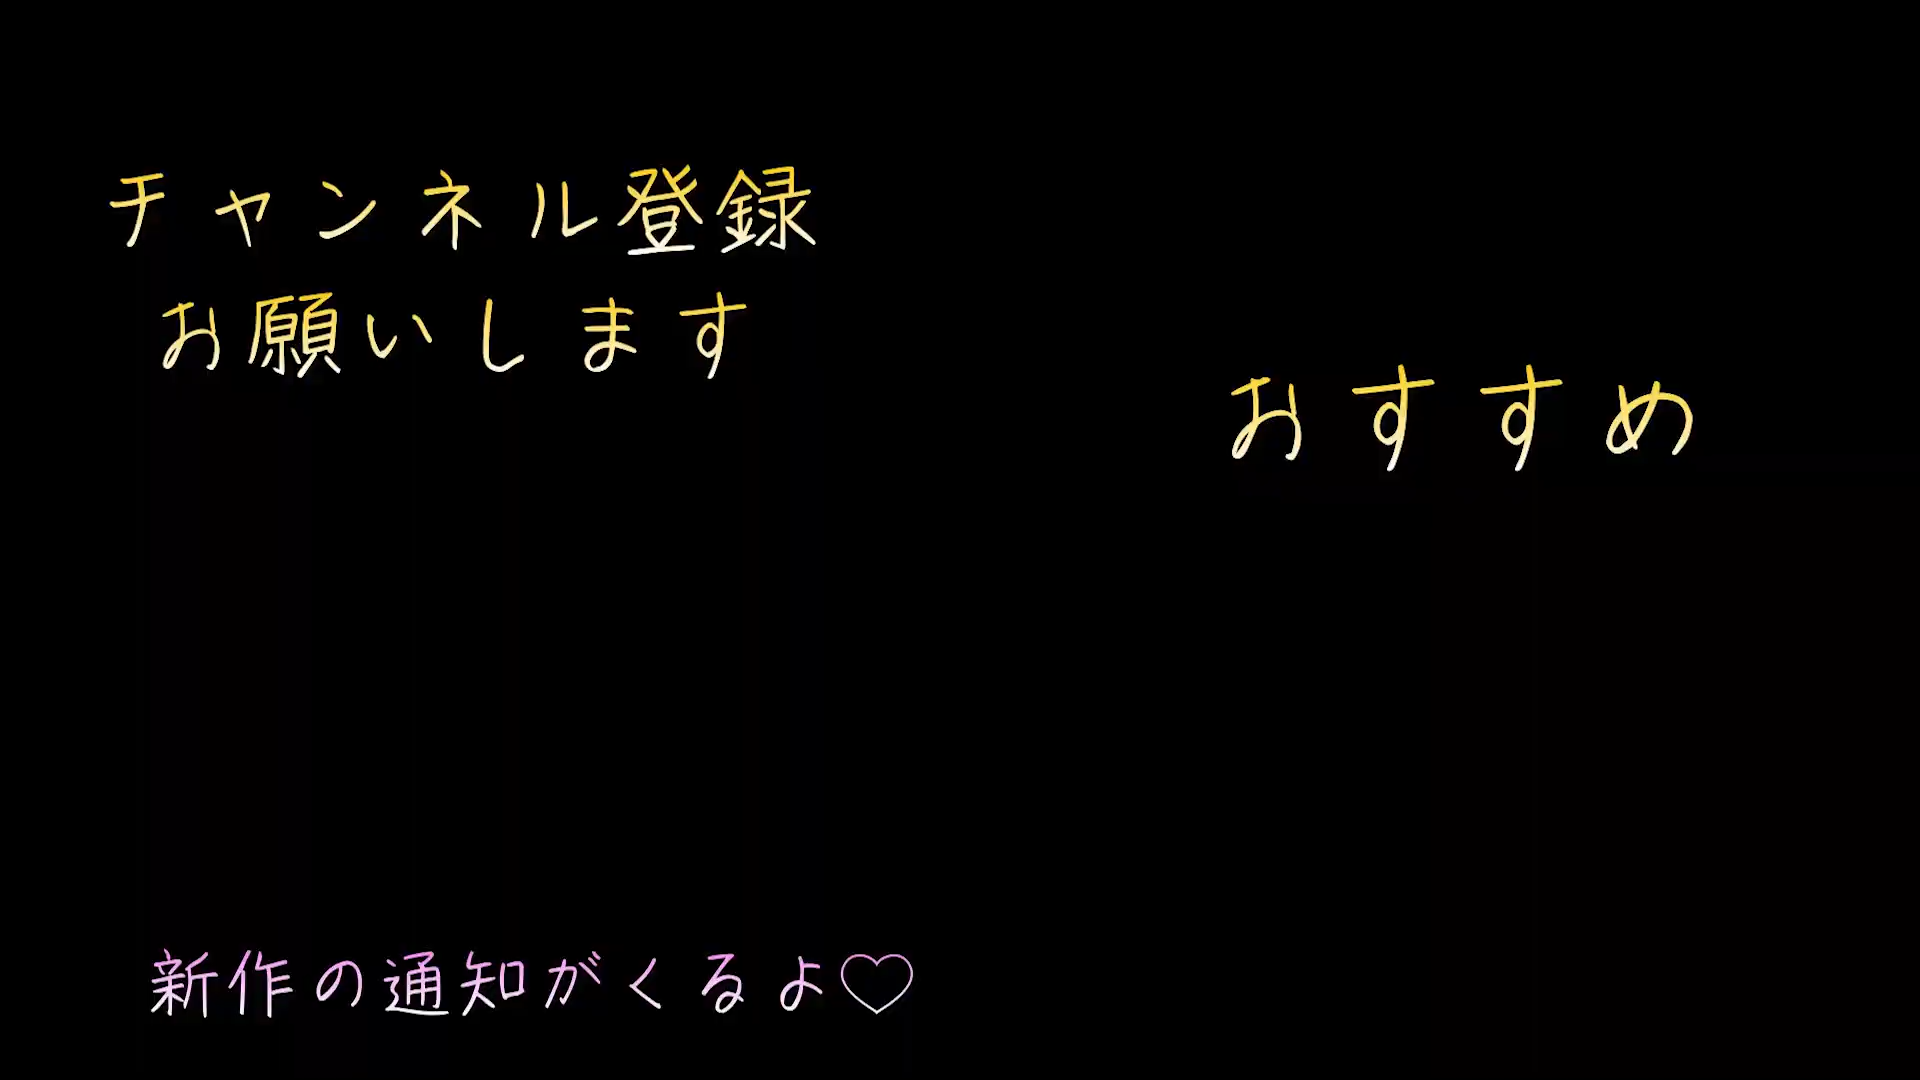 チャンネル登録
お願いします
おすすめ
新作の通知がくるよ♡